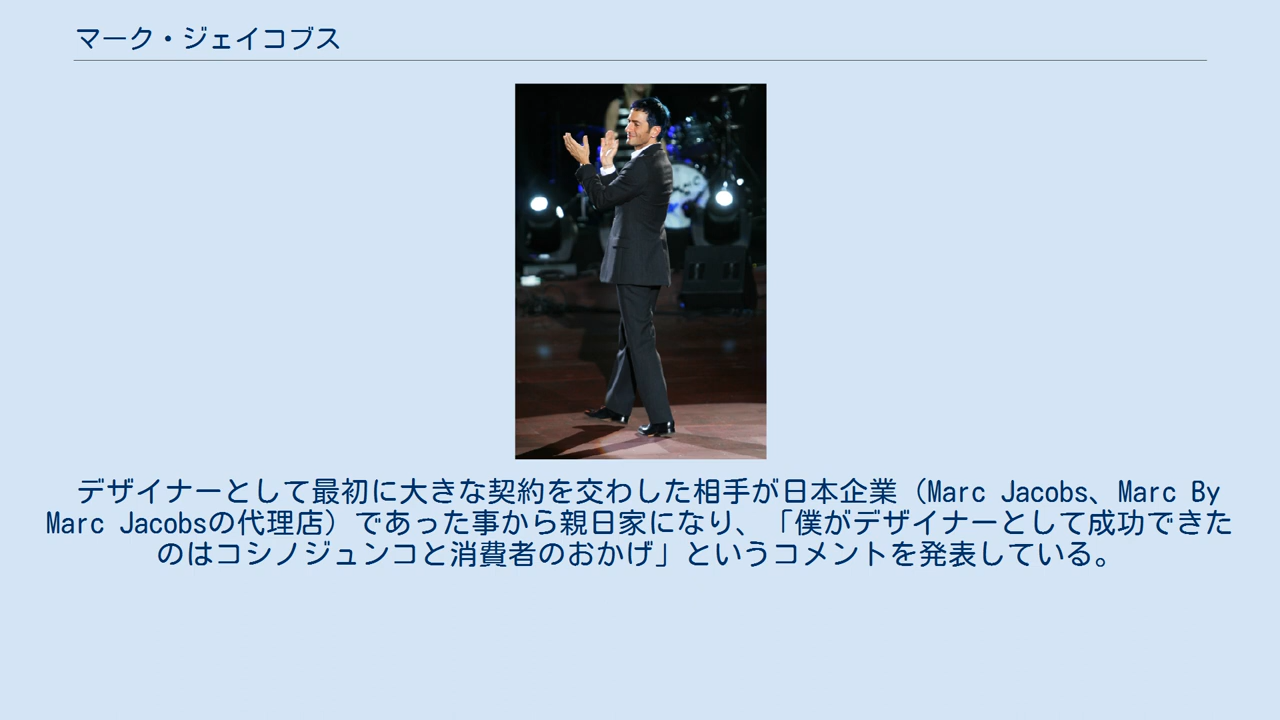 マーク・ジェイコブス
デザイナーとして最初に大きな契約を交わした相手が日本企業（Marc Jacobs、Marc By
Marc Jacobsの代理店）であった事から親日家になり、「僕がデザイナーとして成功できた
のはコシノジュンコと消費者のおかげ」というコメントを発表している。